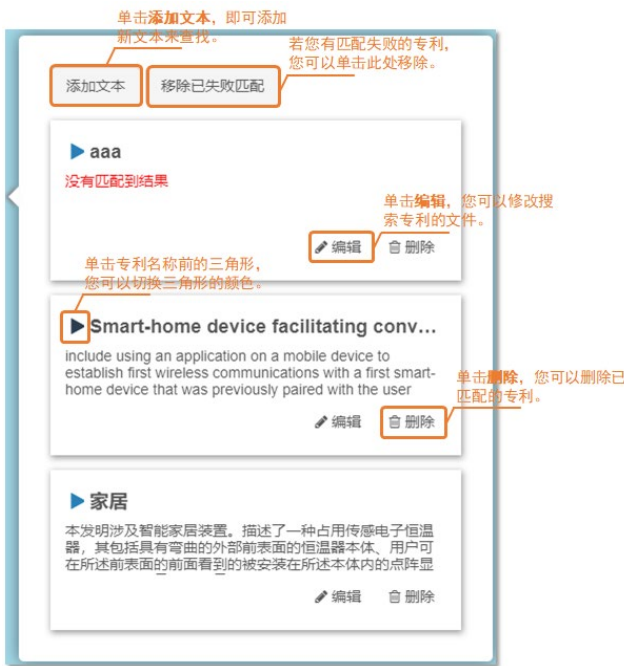 单击添加文本，即可添加
新文本来查找。
若您有匹配失败的专利，
您可以单击此处移除。
添加文本
移除已失败匹配
aaa
没有匹配到结果
单击编辑，您可以修改搜
索专利的文件。
编辑 删除
单击专利名称前的三角形，
您可以切换三角形的颜色。
Smart-home device facilitating conv...
include using an application on a mobile device to
establish first wireless communications with a first smart-
home device that was previously paired with the user
单击删除，您可以删除已
匹配的专利。
编辑 删除
家居
本发明涉及智能家居装置。描述了一种占用传感电子恒温
器，其包括具有弯曲的外部前表面的恒温器本体、用户可
在所述前表面的前面看到的被安装在所述本体内的点阵显
编辑 删除